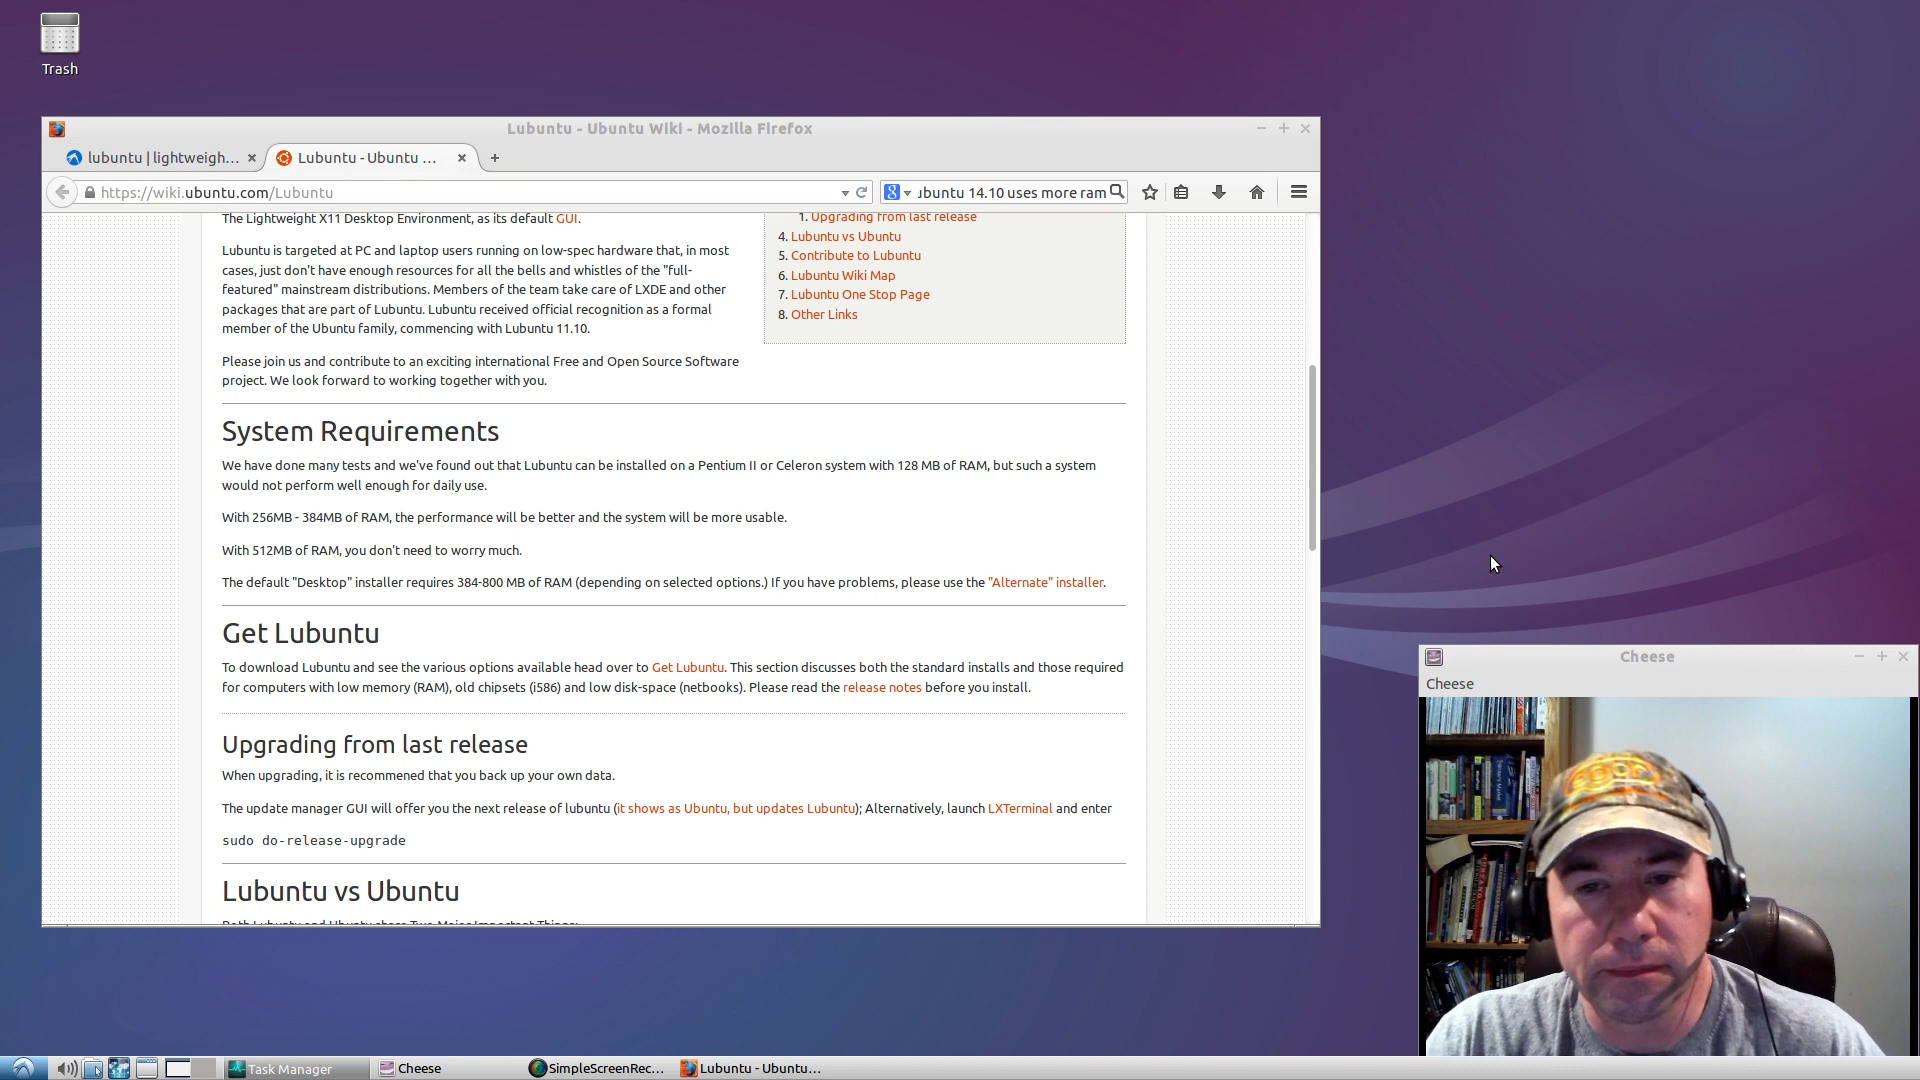 Trash
Lubuntu - Ubuntu Wiki - Mozilla Firefox
lubuntu | lightweigh...
Lubuntu - Ubuntu ...
https://wiki.ubuntu.com/Lubuntu
ubuntu 14.10 uses more ram
The Lightweight X11 Desktop Environment, as its default GUI.
Lubuntu is targeted at PC and laptop users running on low-spec hardware that, in most
cases, just don't have enough resources for all the bells and whistles of the "full-
featured" mainstream distributions. Members of the team take care of LXDE and other
packages that are part of Lubuntu. Lubuntu received official recognition as a formal
member of the Ubuntu family, commencing with Lubuntu 11.10.
Please join us and contribute to an exciting international Free and Open Source Software
project. We look forward to working together with you.
1. Upgrading from last release
4. Lubuntu vs Ubuntu
5. Contribute to Lubuntu
6. Lubuntu Wiki Map
7. Lubuntu One Stop Page
8. Other Links
System Requirements
We have done many tests and we've found out that Lubuntu can be installed on a Pentium II or Celeron system with 128 MB of RAM, but such a system
would not perform well enough for daily use.
With 256MB - 384MB of RAM, the performance will be better and the system will be more usable.
With 512MB of RAM, you don't need to worry much.
The default "Desktop" installer requires 384-800 MB of RAM (depending on selected options.) If you have problems, please use the "Alternate" installer.
Get Lubuntu
To download Lubuntu and see the various options available head over to Get Lubuntu. This section discusses both the standard installs and those required
for computers with low memory (RAM), old chipsets (i586) and low disk-space (netbooks). Please read the release notes before you install.
Upgrading from last release
When upgrading, it is recommened that you back up your own data.
The update manager GUI will offer you the next release of lubuntu (it shows as Ubuntu, but updates Lubuntu); Alternatively, launch LXTerminal and enter
sudo do-release-upgrade
Lubuntu vs Ubuntu
Both Lubuntu and Ubuntu share Two Major Important Things:
Cheese
Cheese
Task Manager
Cheese
SimpleScreenRec...
Lubuntu - Ubuntu...